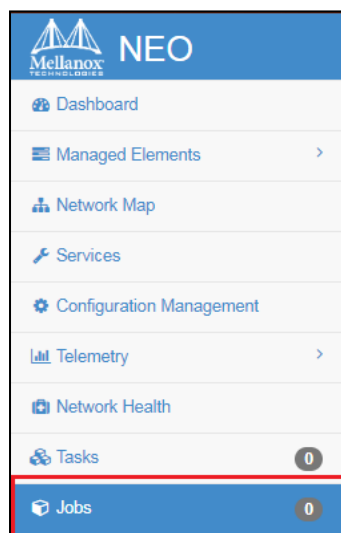 Mellanox
TECHNOLOGIES
NEO
Dashboard
Managed Elements
Network Map
Services
Configuration Management
Telemetry
Network Health
Tasks 0
Jobs 0